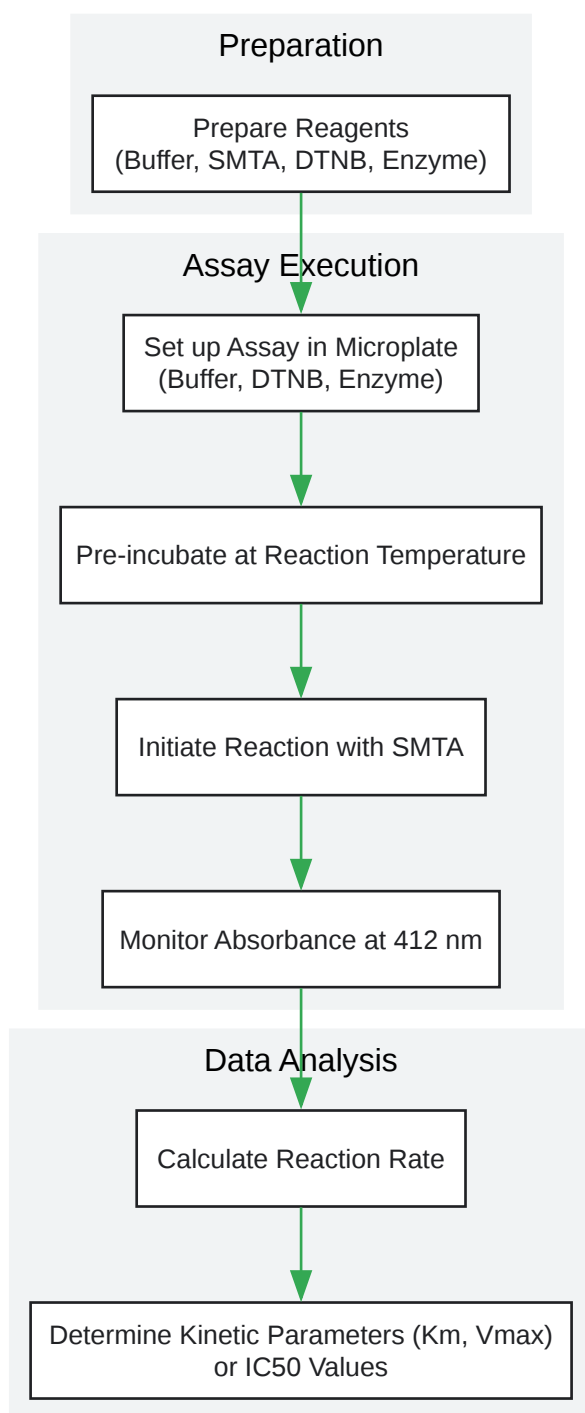 Preparation
Prepare Reagents
(Buffer, SMTA, DTNB, Enzyme)
Assay Execution
Set up Assay in Microplate
(Buffer, DTNB, Enzyme)
Pre-incubate at Reaction Temperature
Initiate Reaction with SMTA
Monitor Absorbance at 412 nm
Data Analysis
Calculate Reaction Rate
Determine Kinetic Parameters (Km, Vmax)
or IC50 Values